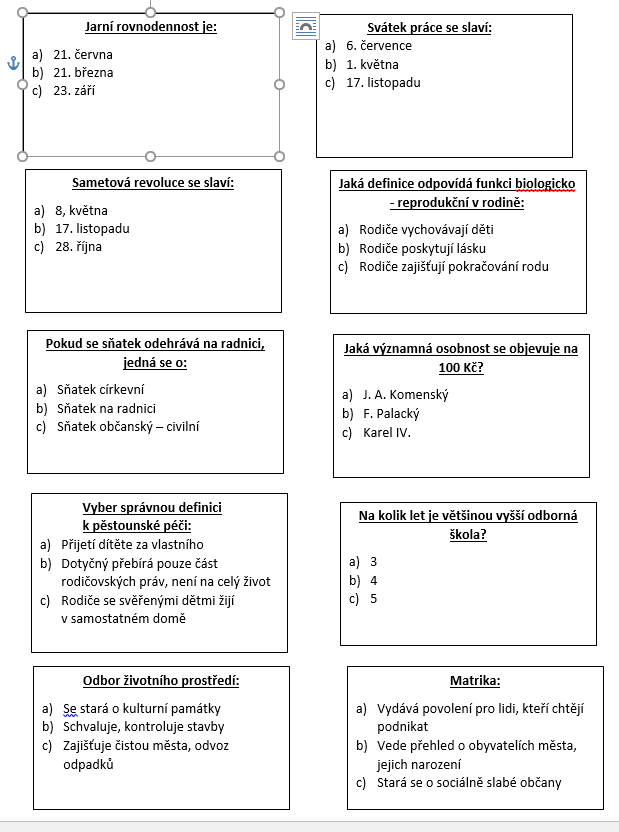 Jarní rovnodennost je:
a) 21. června
b) 21. března
c) 23. září
Svátek práce se slaví:
a) 6. července
b) 1. května
c) 17. listopadu
Sametová revoluce se slaví:
a) 8, května
b) 17. listopadu
c) 28. října
Jaká definice odpovídá funkci biologicko
- reprodukční v rodině:
a) Rodiče vychovávají děti
b) Rodiče poskytují lásku
c) Rodiče zajišťují pokračování rodu
Pokud se sňatek odehrává na radnici,
jedná se o:
a) Sňatek církevní
b) Sňatek na radnici
c) Sňatek občanský – civilní
Jaká významná osobnost se objevuje na
100 Kč?
a) J. A. Komenský
b) F. Palacký
c) Karel IV.
Vyber správnou definici
k pěstounské péči:
a) Přijetí dítěte za vlastního
b) Dotyčný přebírá pouze část
rodičovských práv, není na celý život
c) Rodiče se svěřenými dětmi žijí
v samostatném domě
Na kolik let je většinou vyšší odborná
škola?
a) 3
b) 4
c) 5
Odbor životního prostředí:
a) Se stará o kulturní památky
b) Schvaluje, kontroluje stavby
c) Zajišťuje čistou města, odvoz
odpadků
Matrika:
a) Vydává povolení pro lidi, kteří chtějí
podnikat
b) Vede přehled o obyvatelích města,
jejich narození
c) Stará se o sociálně slabé občany